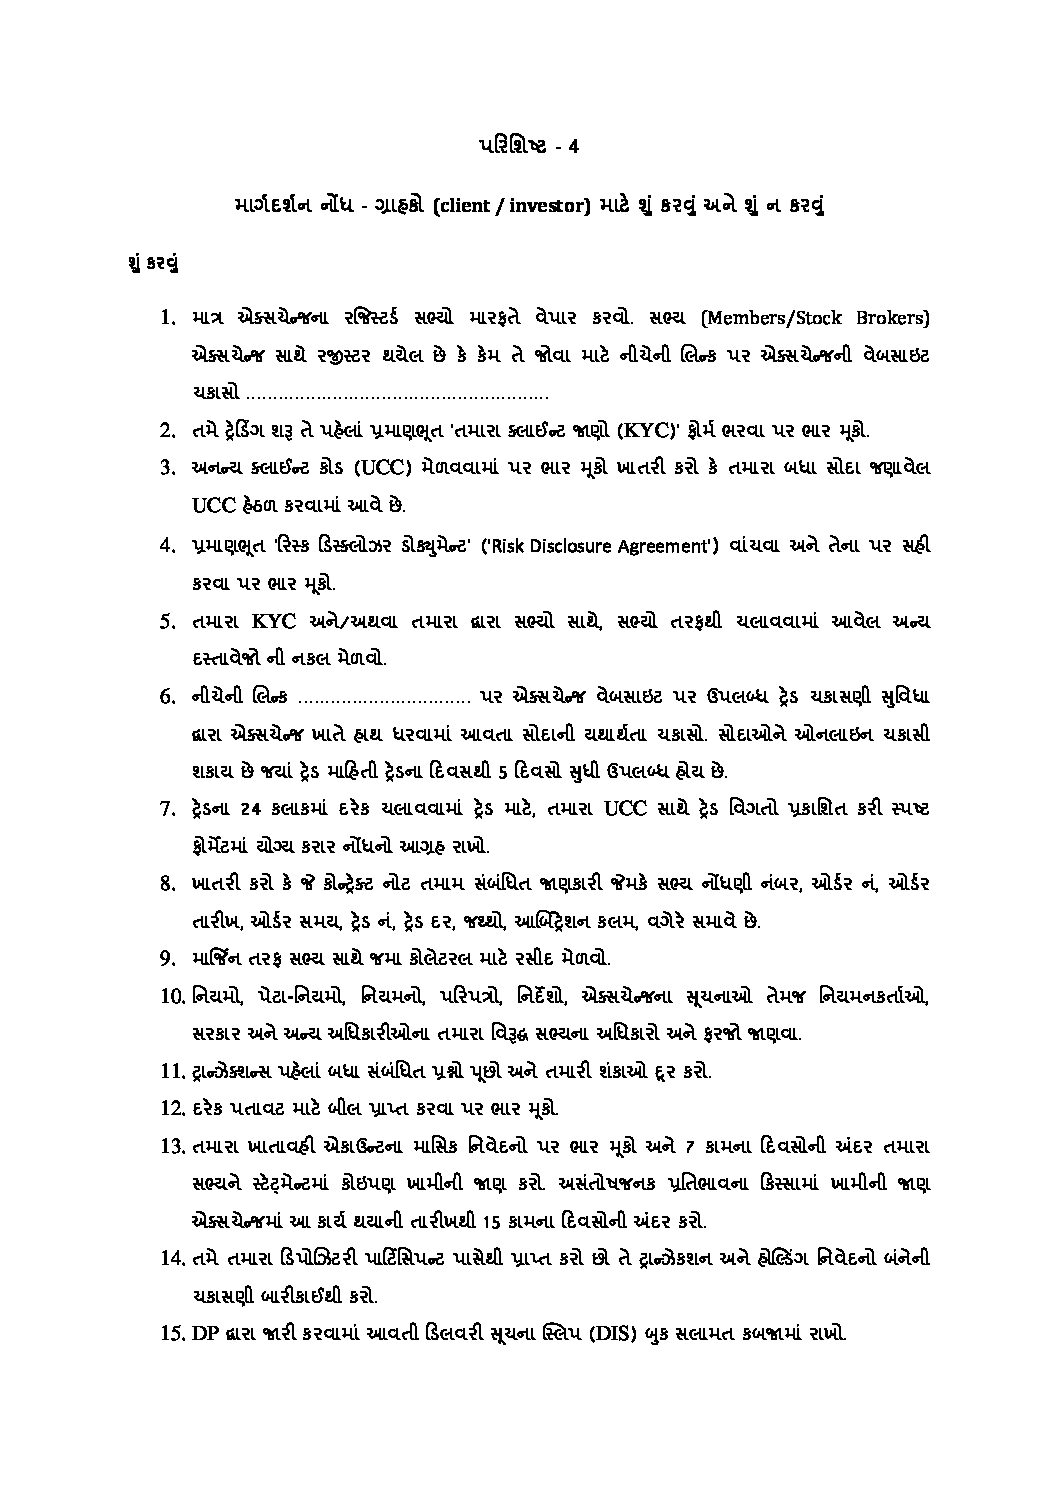 પરિશિષ્ટ - 4
માર્ગદર્શન નોંધ - ગ્રાહકો (client / investor) માટે શું કરવું અને શું ન કરવું
શું કરવું
1. માત્ર એક્સચેન્જના રજિસ્ટર્ડ સભ્યો મારફતે વેપાર કરવો. સભ્ય (Members/Stock Brokers)
એક્સચેન્જ સાથે રજીસ્ટર થયેલ છે કે કેમ તે જોવા માટે નીચેની લિન્ક પર એક્સચેન્જની વેબસાઇટ
ચકાસો ........................................................
2. તમે ટ્રેડિંગ શરૂ તે પહેલાં પ્રમાણભૂત 'તમારા ક્લાઈન્ટ જાણો (KYC)' ફોર્મ ભરવા પર ભાર મૂકો.
3. અનન્ય ક્લાઈન્ટ કોડ (UCC) મેળવવામાં પર ભાર મૂકો ખાતરી કરો કે તમારા બધા સોદા જણાવેલ
UCC હેઠળ કરવામાં આવે છે.
4. પ્રમાણભૂત 'રિસ્ક ડિસ્ક્લોઝર ડોક્યુમેન્ટ' ('Risk Disclosure Agreement') વાંચવા અને તેના પર સહી
કરવા પર ભાર મૂકો.
5. તમારા KYC અને/અથવા તમારા દ્વારા સભ્યો સાથે, સભ્યો તરફથી ચલાવવામાં આવેલ અન્ય
દસ્તાવેજો ની નકલ મેળવો.
6. નીચેની લિન્ક ................................ પર એક્સચેન્જ વેબસાઇટ પર ઉપલબ્ધ ટ્રેડ ચકાસણી સુવિધા
દ્વારા એક્સચેન્જ ખાતે હાથ ધરવામાં આવતા સોદાની યથાર્થતા ચકાસો. સોદાઓને ઓનલાઇન ચકાસી
શકાય છે જ્યાં ટ્રેડ માહિતી ટ્રેડના દિવસથી 5 દિવસો સુધી ઉપલબ્ધ હોય છે.
7. ટ્રેડના 24 કલાકમાં દરેક ચલાવવામાં ટ્રેડ માટે, તમારા UCC સાથે ટ્રેડ વિગતો પ્રકાશિત કરી સ્પષ્ટ
ફોર્મેટમાં યોગ્ય કરાર નોંધનો આગ્રહ રાખો.
8. ખાતરી કરો કે જે કોન્ટ્રેક્ટ નોટ તમામ સંબંધિત જાણકારી જેમકે સભ્ય નોંધણી નંબર, ઓર્ડર નં, ઓર્ડર
તારીખ, ઓર્ડર સમય, ટ્રેડ નં, ટ્રેડ દર, જથ્થો, આર્બિટ્રેશન કલમ, વગેરે સમાવે છે.
9. માર્જિન તરફ સભ્ય સાથે જમા કોલેટરલ માટે રસીદ મેળવો.
10. નિયમો, પેટા-નિયમો, નિયમનો, પરિપત્રો, નિર્દેશો, એક્સચેન્જના સૂચનાઓ તેમજ નિયમનકર્તાઓ,
સરકાર અને અન્ય અધિકારીઓના તમારા વિરૂદ્ધ સભ્યના અધિકારો અને ફરજો જાણવા.
11. ટ્રાન્ઝેક્શન્સ પહેલાં બધા સંબંધિત પ્રશ્નો પૂછો અને તમારી શંકાઓ દૂર કરો.
12. દરેક પતાવટ માટે બીલ પ્રાપ્ત કરવા પર ભાર મૂકો.
13. તમારા ખાતાવહી એકાઉન્ટના માસિક નિવેદનો પર ભાર મૂકો અને 7 કામના દિવસોની અંદર તમારા
સભ્યને સ્ટેટ્મેન્ટમાં કોઇપણ ખામીની જાણ કરો. અસંતોષજનક પ્રતિભાવના કિસ્સામાં ખામીની જાણ
એક્સચેન્જમાં આ કાર્ય થયાની તારીખથી 15 કામના દિવસોની અંદર કરો.
14. તમે તમારા ડિપોઝિટરી પાર્ટિસિપન્ટ પાસેથી પ્રાપ્ત કરો છો તે ટ્રાન્ઝેકશન અને હોલ્ડિંગ નિવેદનો બંનેની
ચકાસણી બારીકાઈથી કરો.
15. DP દ્વારા જારી કરવામાં આવતી ડિલવરી સૂચના સ્લિપ (DIS) બુક સલામત કબજામાં રાખો.